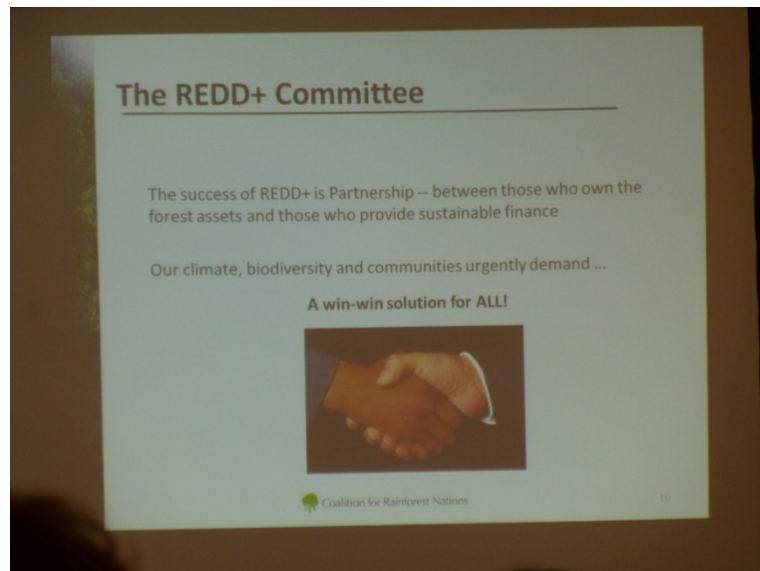 The REDD+ Committee
The success of REDD+ is Partnership -- between those who own the
forest assets and those who provide sustainable finance
Our climate, biodiversity and communities urgently demand ...
A win-win solution for ALL!
Coalition for Rainforest Nations
10